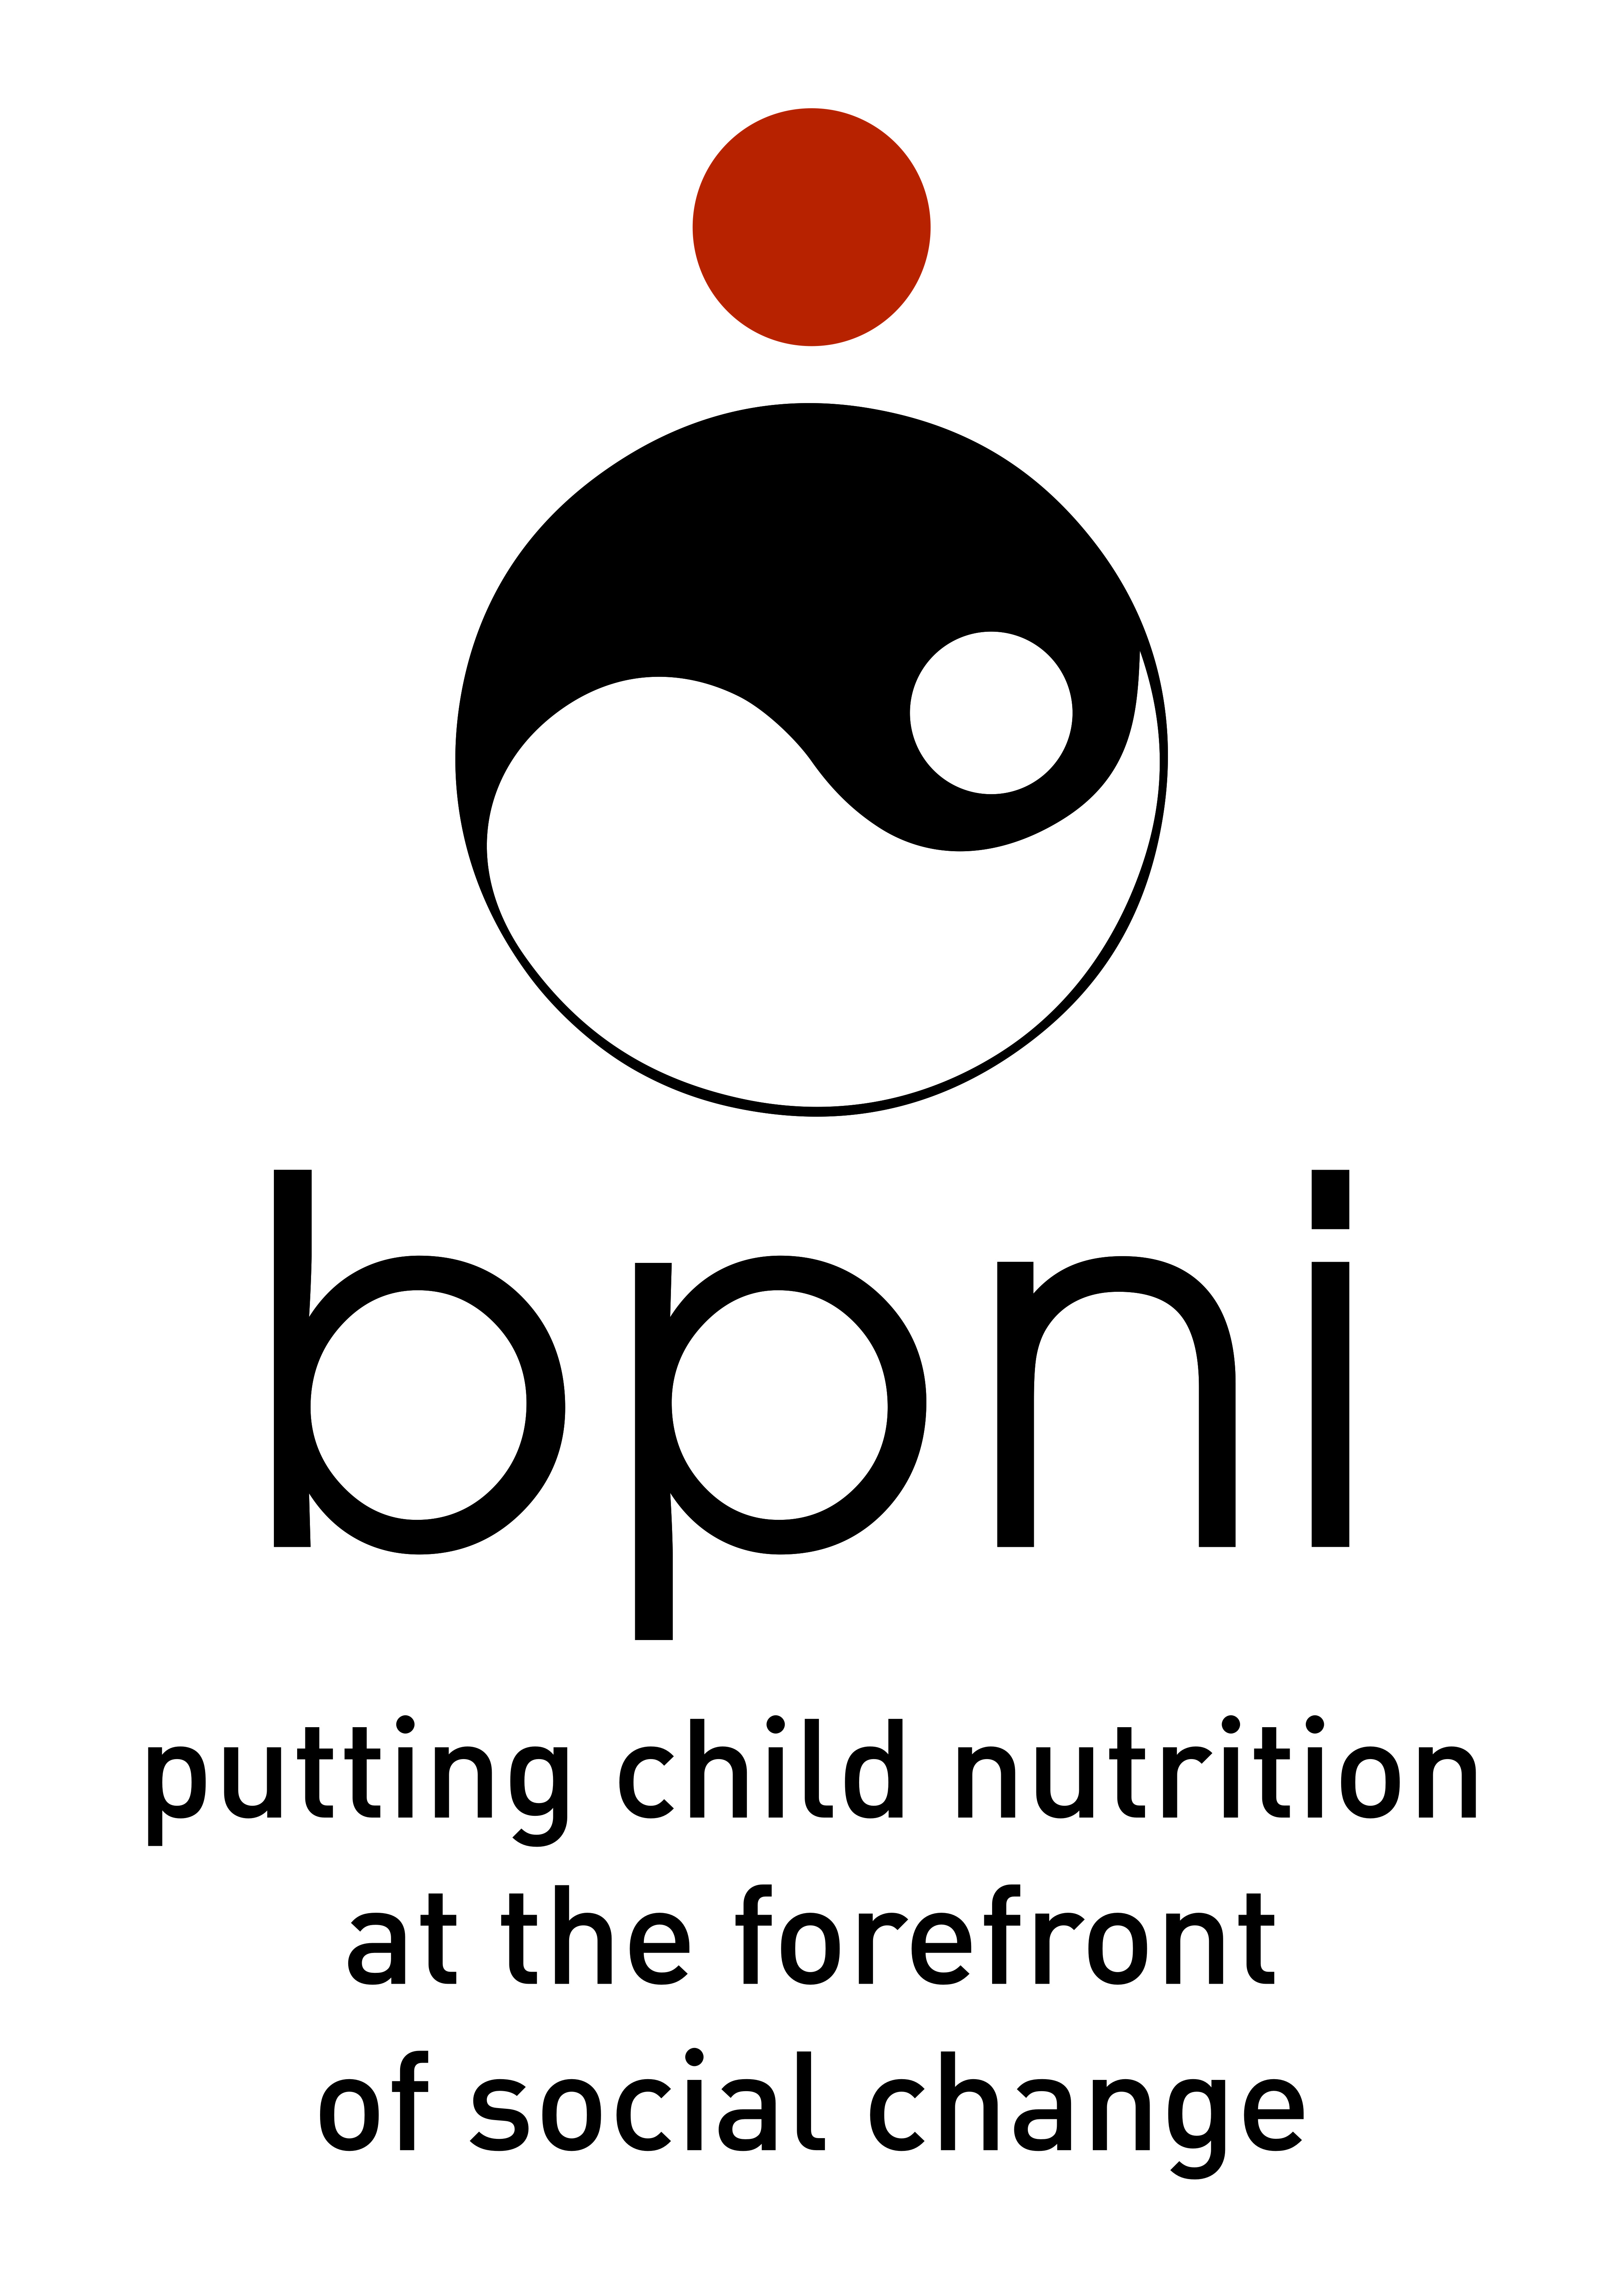 bpni
putting child nutrition
at the forefront
of social change